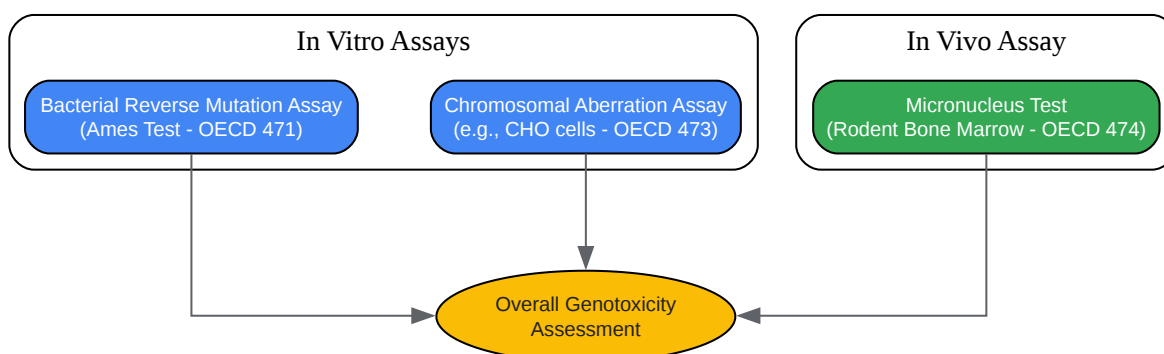 In Vitro Assays
In Vivo Assay
Bacterial Reverse Mutation Assay
(Ames Test - OECD 471)
Chromosomal Aberration Assay
(e.g., CHO cells - OECD 473)
Micronucleus Test
(Rodent Bone Marrow - OECD 474)
Overall Genotoxicity
Assessment